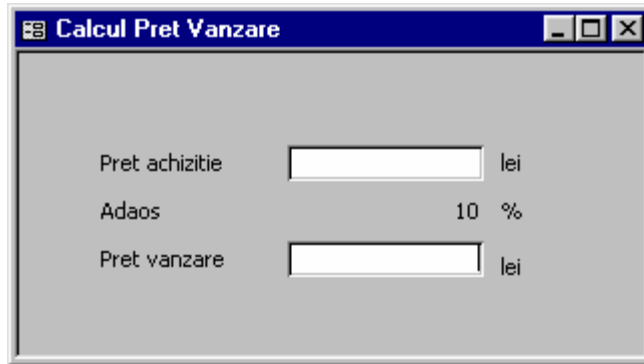 Calcul Pret Vanzare
Pret achizitie lei
Adaos 10 %
Pret vanzare lei